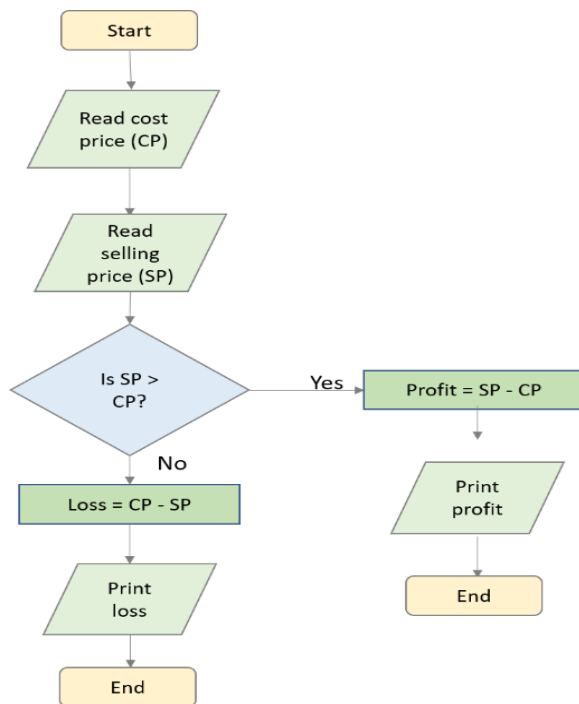 Start
Read cost
price (CP)
Read
selling
price (SP)
Is SP >
CP?
Yes
Profit = SP - CP
No
Loss = CP - SP
Print
profit
Print
loss
End
End